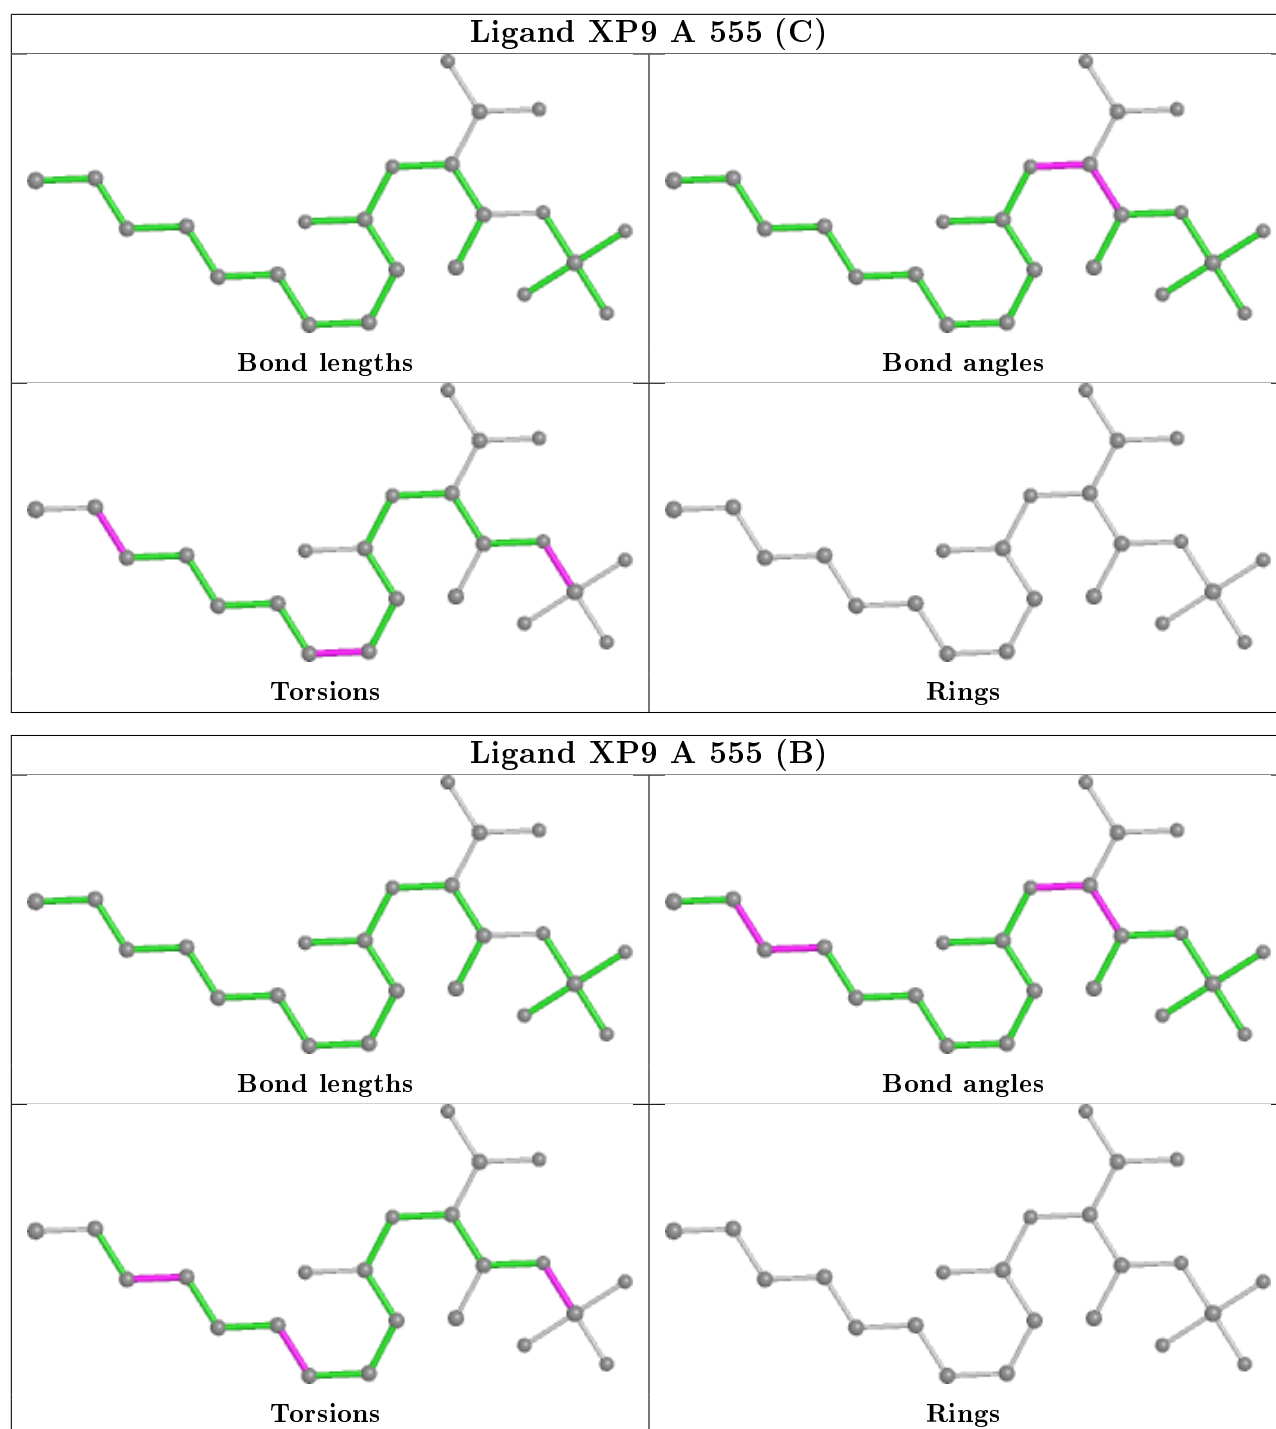 Ligand XP9 A 555 (C)
Bond lengths
Bond angles
Torsions
Rings
Ligand XP9 A 555 (B)
Bond lengths
Bond angles
Torsions
Rings